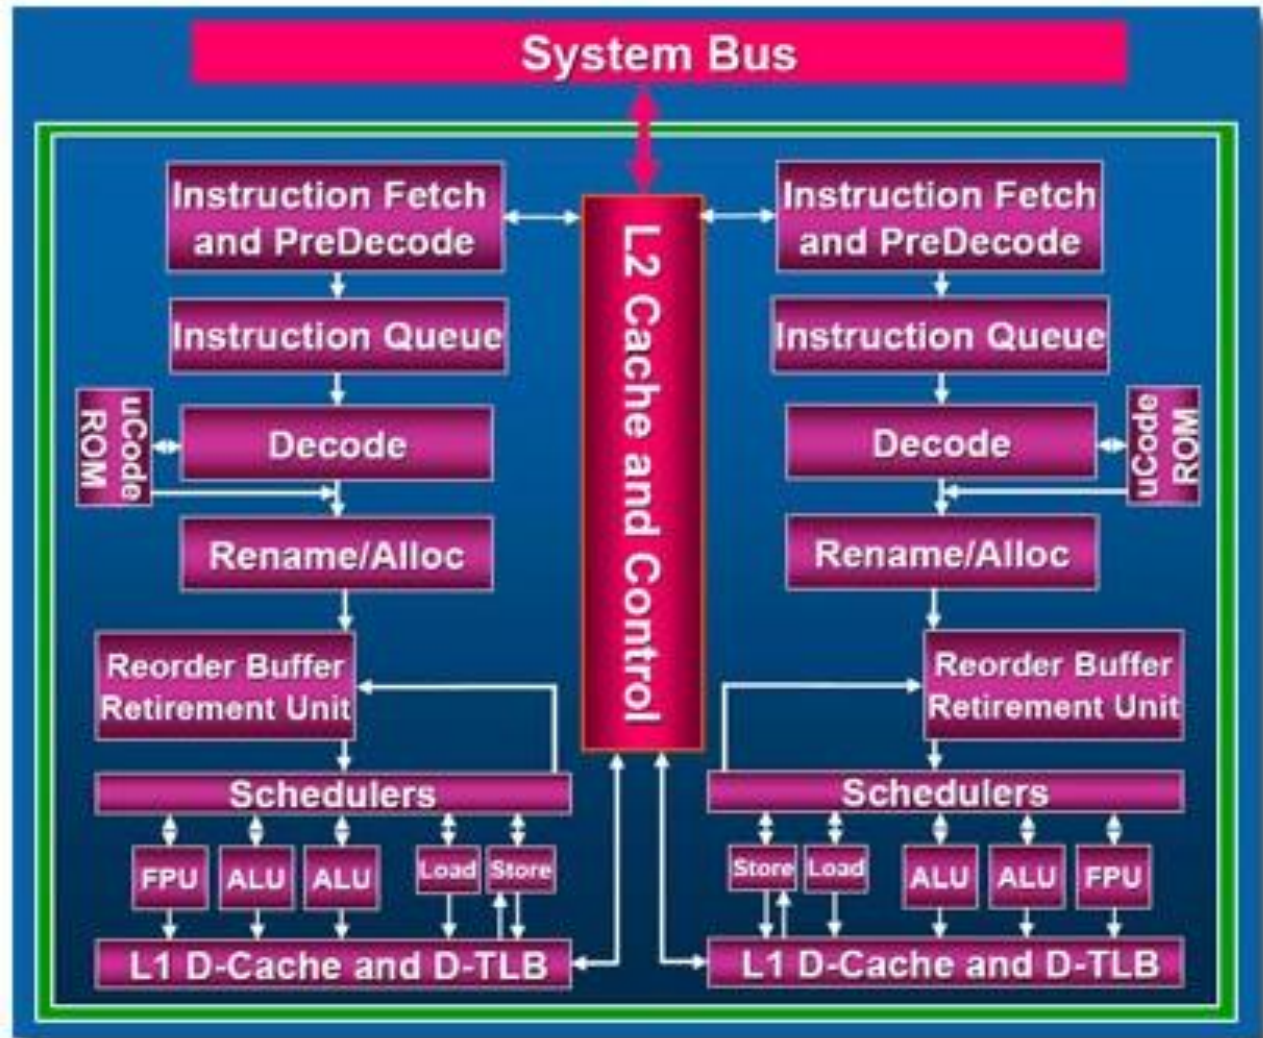 System Bus
Instruction Fetch
and PreDecode
Instruction Queue
uCode
ROM
Decode
Rename/Alloc
Reorder Buffer
Retirement Unit
Schedulers
FPU
ALU
ALU
Load
Store
L1 D-Cache and D-TLB
L2 Cache and Control
Instruction Fetch
and PreDecode
Instruction Queue
Decode
uCode
ROM
Rename/Alloc
Reorder Buffer
Retirement Unit
Schedulers
Store
Load
ALU
ALU
FPU
L1 D-Cache and D-TLB